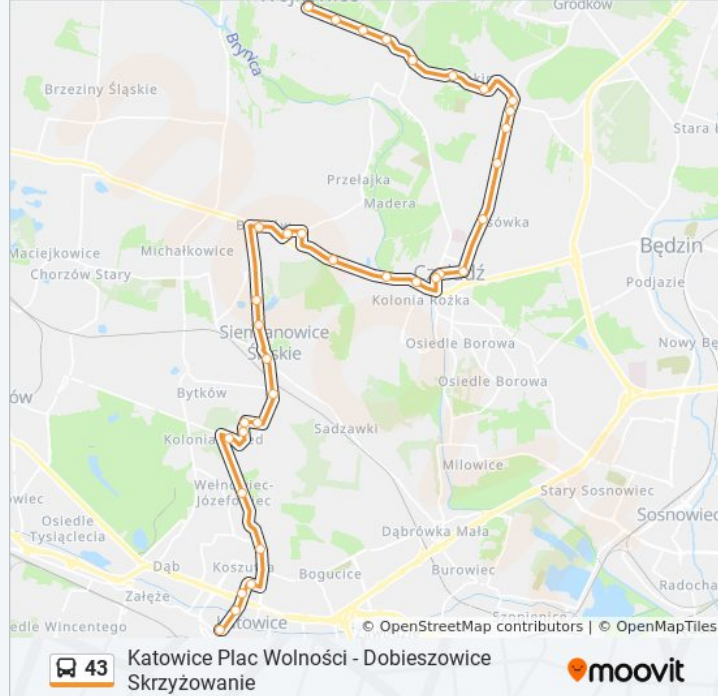 Grodków
Brynica
Brzeziny Śląskie
Przełajka
Madera
Maciejkowice
Michałkowice
Chorzów Stary
Będzin
Podjazie
Kolonia Rożka
Siemianowice
Śląskie
Osiedle Borowa
Nowy Bę
Osiedle Borowa
Bytków
Sadzawki
Wełnowiec-
Józefowiec
Milowice
Stary Sosnowiec
Osiedle
Tysiąclecia
Sosnowiec
Dąbrówka Mała
Dąb
Bogucice
Burowiec
Radocha
Załęże
Katowice
© OpenStreetMap contributors | © OpenMapTiles
43
Katowice Plac Wolności - Dobieszowice
Skrzyżowanie
moovit